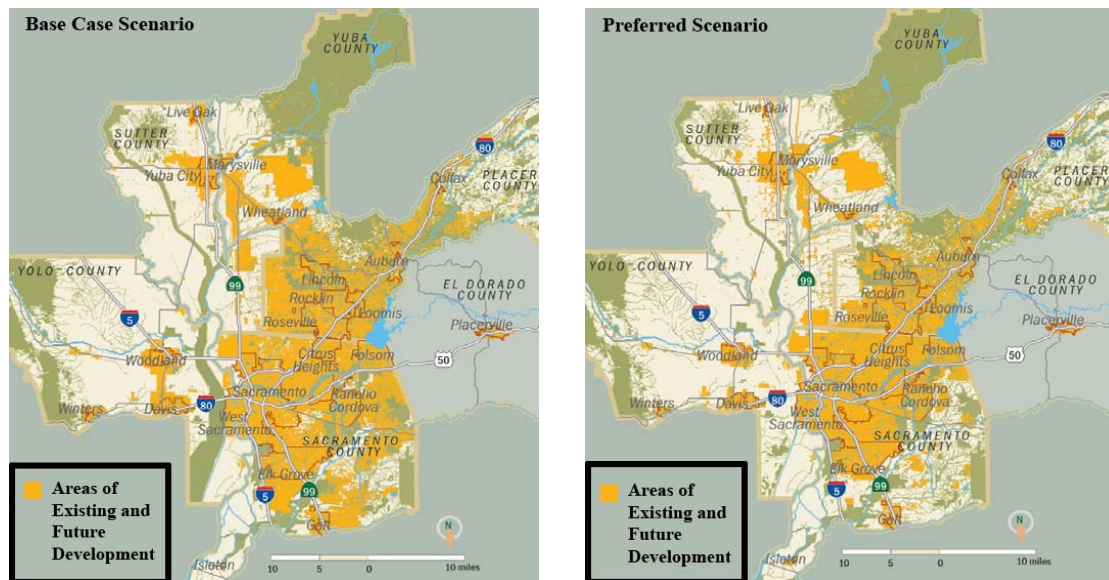 Base Case Scenario
YUBA
COUNTY
Live Oak
SUTTER
COUNTY
80
Marysville
PLACER
COUNTY
Yuba City
Colfax
Wheatland
YOLO COUNTY
99
Lincoln
Auburn
EL DORADO
COUNTY
Rocklin
5
Loomis
Roseville
Placerville
Woodland
Citrus
Heights
Folsom
50
Sacramento
Winters
Davis
80
West
Sacramento
Rancho
Cordova
SACRAMENTO
COUNTY
Elk Grove
5
99
Galt
Isleton
Areas of
Existing and
Future
Development
N
10 5 0 10 miles
Preferred Scenario
YUBA
COUNTY
Live Oak
SUTTER
COUNTY
80
Marysville
PLACER
COUNTY
Yuba City
Colfax
Wheatland
YOLO COUNTY
99
Lincoln
Auburn
EL DORADO
COUNTY
Rocklin
5
Loomis
Roseville
Placerville
Woodland
Citrus
Heights
Folsom
50
Sacramento
Winters
Davis
80
West
Sacramento
Rancho
Cordova
SACRAMENTO
COUNTY
Elk Grove
5
99
Galt
Isleton
Areas of
Existing and
Future
Development
N
10 5 0 10 miles